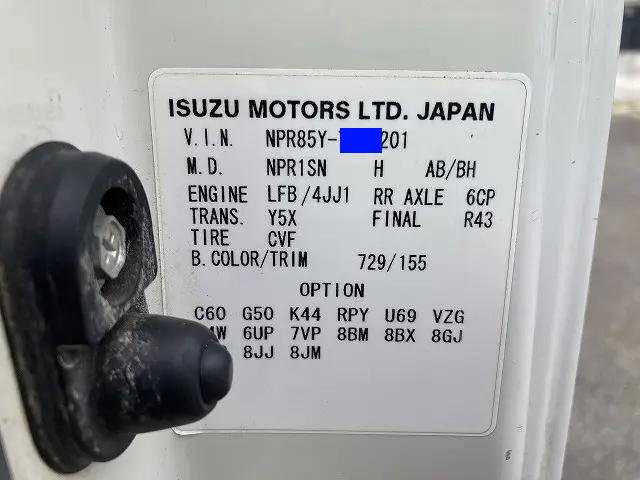 ISUZU MOTORS LTD. JAPAN
V.I.N. NPR85Y- 201
M.D. NPR1SN H AB/BH
ENGINE LFB/4JJ1 RR AXLE 6CP
TRANS. Y5X FINAL R43
TIRE CVF
B.COLOR/TRIM 729/155
OPTION
C60 G50 K44 RPY U69 VZG
6UP 7VP 8BM 8BX 8GJ
8JJ 8JM